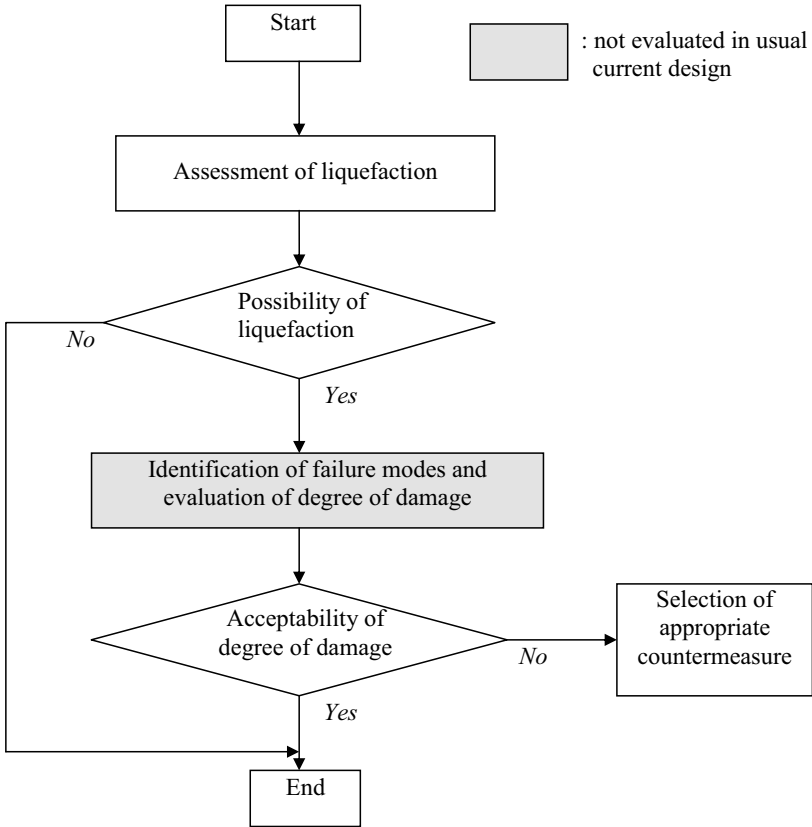 Start
: not evaluated in usual
current design
Assessment of liquefaction
Possibility of
liquefaction
No
Yes
Identification of failure modes and
evaluation of degree of damage
Acceptability of
degree of damage
No
Selection of
appropriate
countermeasure
Yes
End